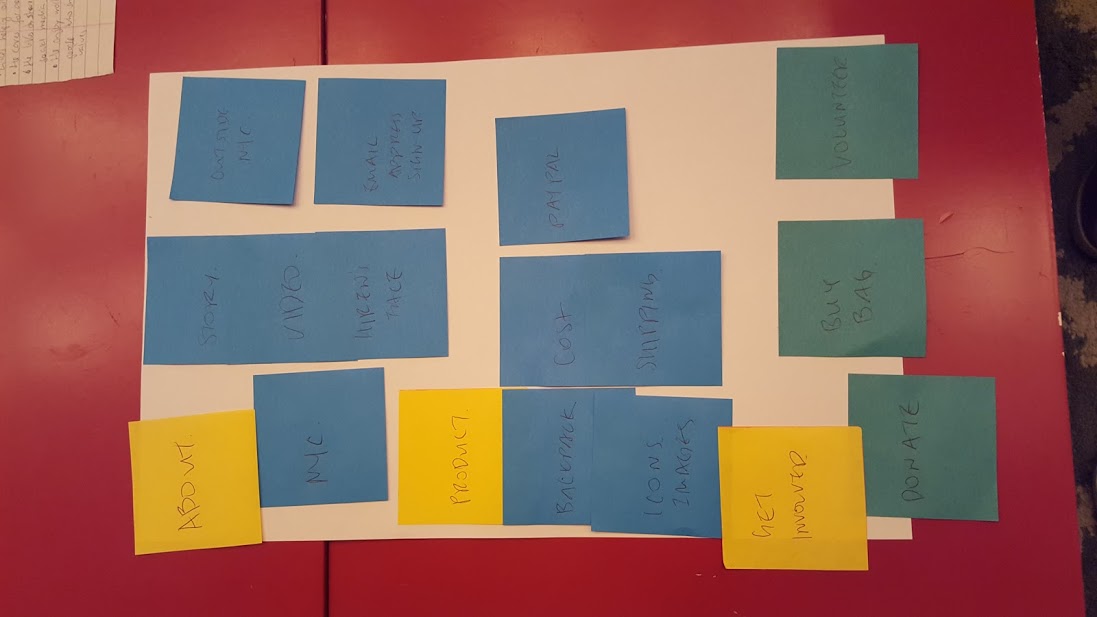 ABOUT.
NYC.
STORY.
VIDEO.
OUTSIDE
NYC.
EMAIL
ADDRESS
SIGN-UP
PRODUCT.
BACKPACK
ICONS
IMAGES
COST
SHIPPING.
PAYPAL
GET
INVOLVED
DONATE
BUY
BAG.
VOLUNTEER